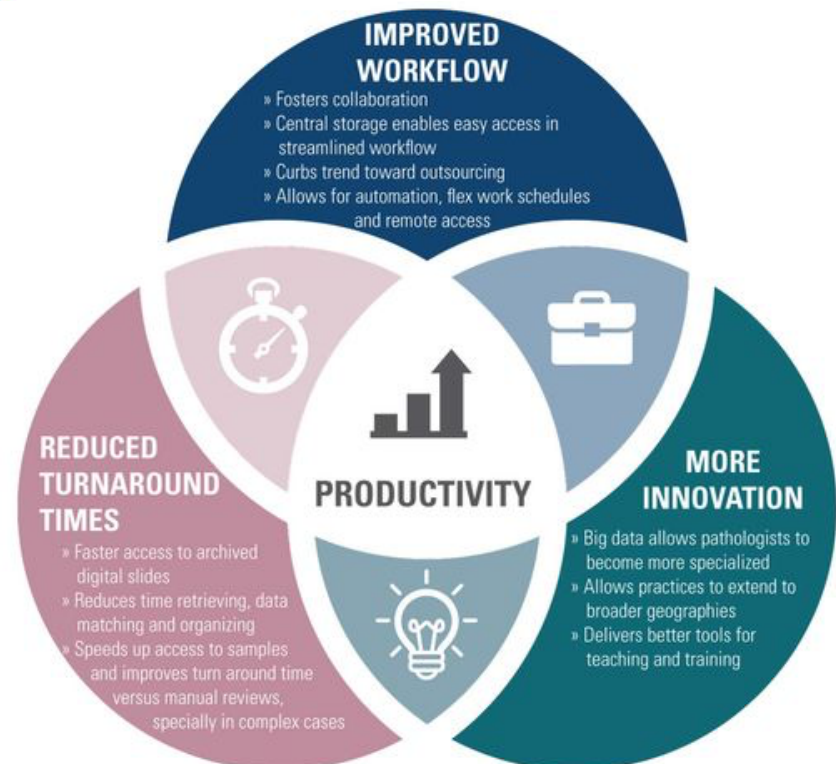 IMPROVED
WORKFLOW
» Fosters collaboration
» Central storage enables easy access in
streamlined workflow
» Curbs trend toward outsourcing
» Allows for automation, flex work schedules
and remote access
REDUCED
TURNAROUND
TIMES
» Faster access to archived
digital slides
» Reduces time retrieving, data
matching and organizing
» Speeds up access to samples
and improves turn around time
versus manual reviews,
specially in complex cases
PRODUCTIVITY
MORE
INNOVATION
» Big data allows pathologists to
become more specialized
» Allows practices to extend to
broader geographies
» Delivers better tools for
teaching and training